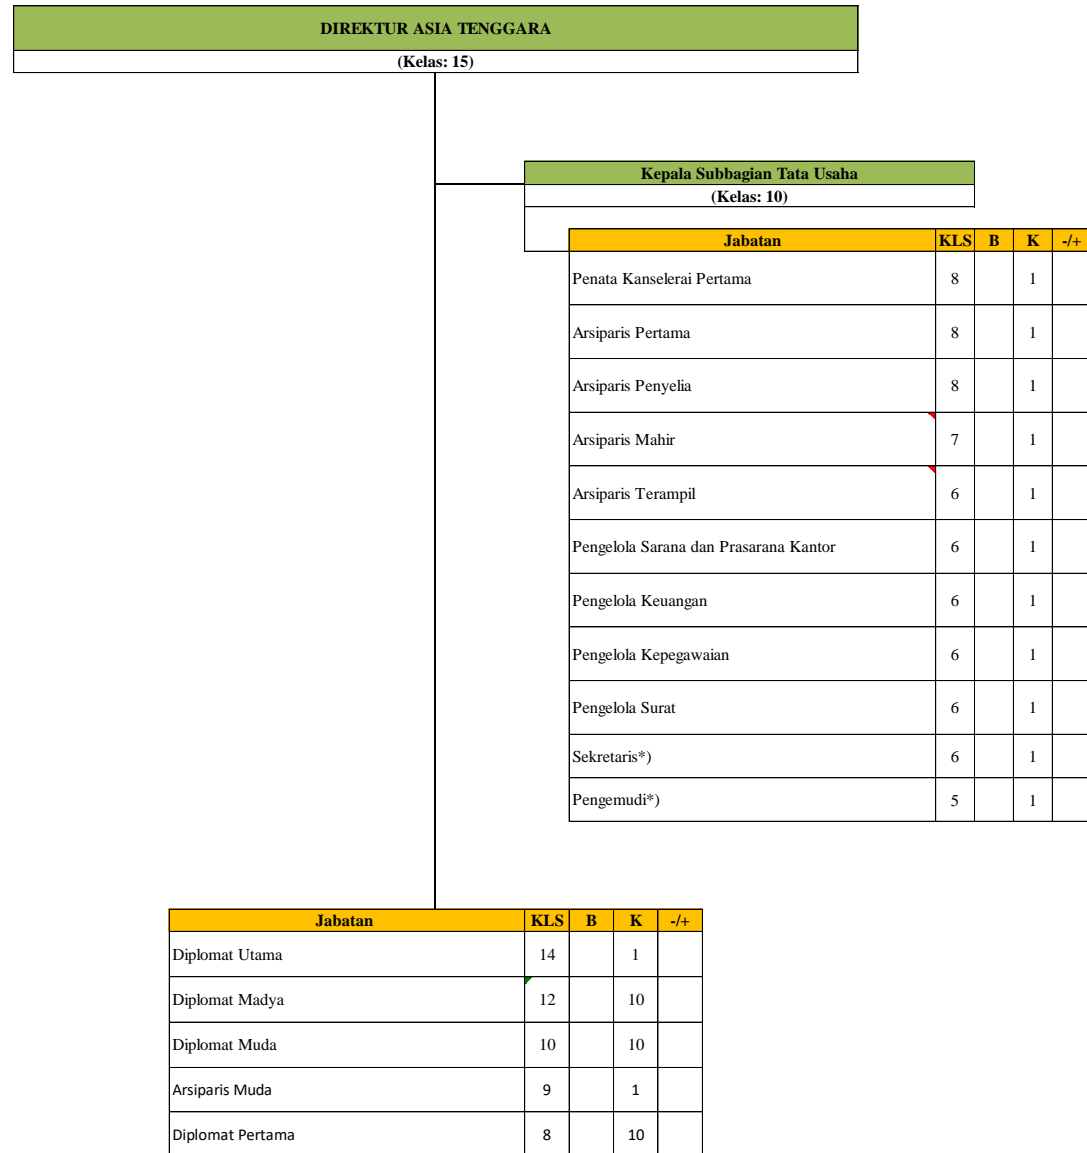 DIREKTUR ASIA TENGGARA
(Kelas: 15)
Kepala Subbagian Tata Usaha
(Kelas: 10)
Jabatan KLS B K -/+
Penata Kanselerai Pertama 8 1
Arsiparis Pertama 8 1
Arsiparis Penyelia 8 1
Arsiparis Mahir 7 1
Arsiparis Terampil 6 1
Pengelola Sarana dan Prasarana Kantor 6 1
Pengelola Keuangan 6 1
Pengelola Kepegawaian 6 1
Pengelola Surat 6 1
Sekretaris*) 6 1
Pengemudi*) 5 1
Jabatan KLS B K -/+
Diplomat Utama 14 1
Diplomat Madya 12 10
Diplomat Muda 10 10
Arsiparis Muda 9 1
Diplomat Pertama 8 10